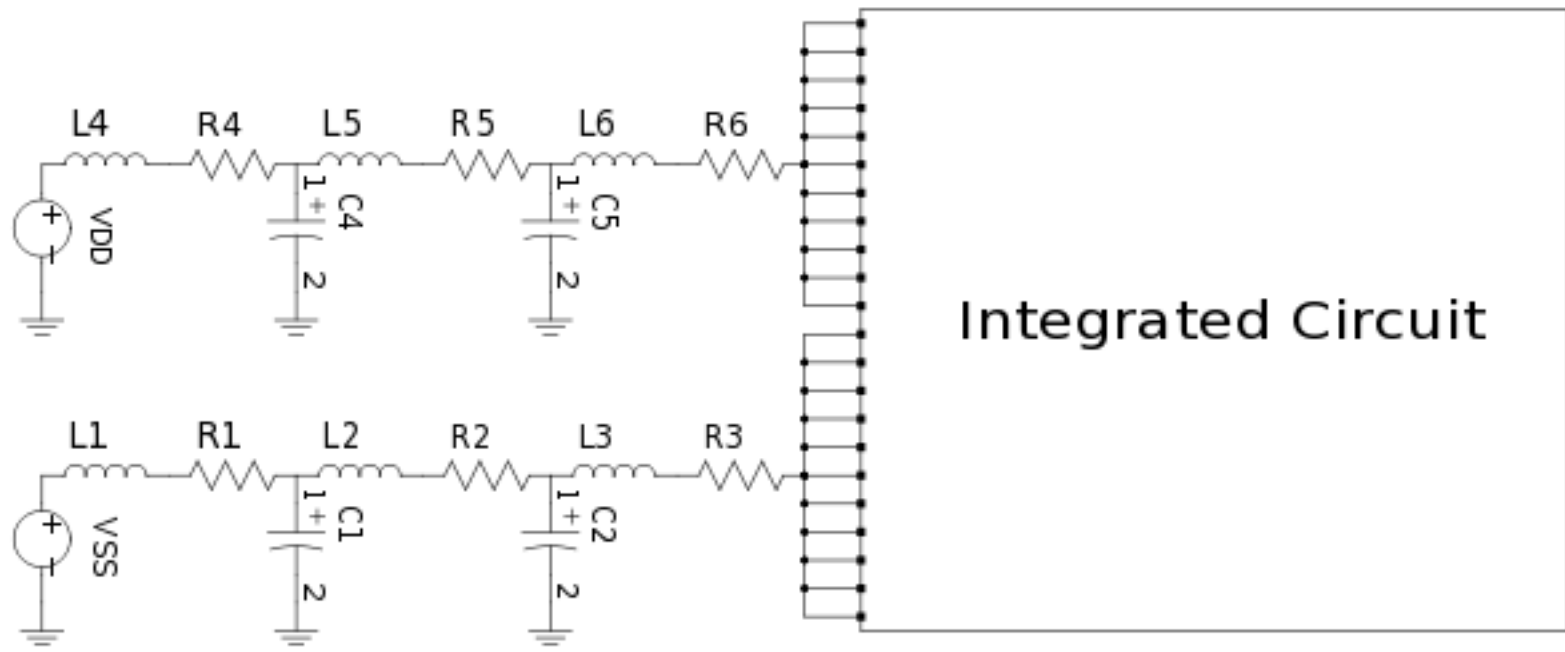 L4 R4 L5 R5 L6 R6
1 + C4 1 + C5
+ - VDD
2 2
Integrated Circuit
L1 R1 L2 R2 L3 R3
1 + C1 1 + C2
+ - VSS
2 2